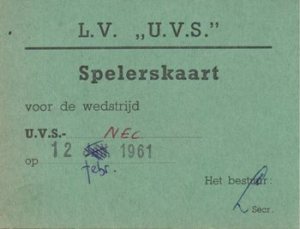 L.V. „U.V.S.”
Spelerskaart
voor de wedstrijd
U.V.S.- NEC
op 12 febr. 1961
Het bestuur:
Secr.